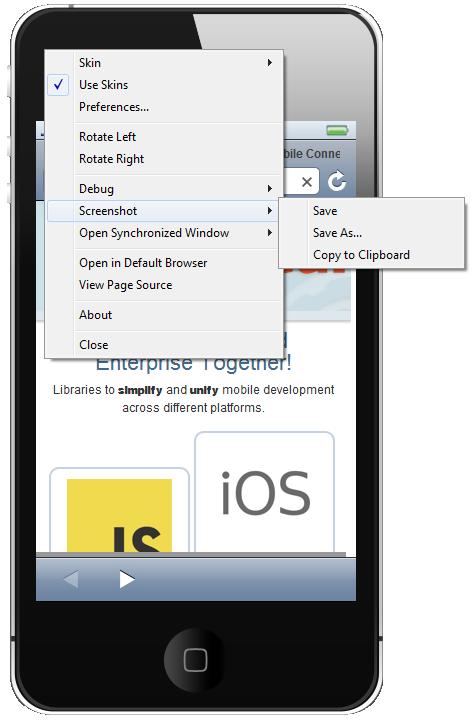 Skin
Use Skins
Preferences...
Rotate Left
Rotate Right
Debug
Screenshot
Open Synchronized Window
Open in Default Browser
View Page Source
About
Close
Save
Save As...
Copy to Clipboard
bile Conne
Enterprise Together!
Libraries to simplify and unify mobile development
across different platforms.
JS
iOS